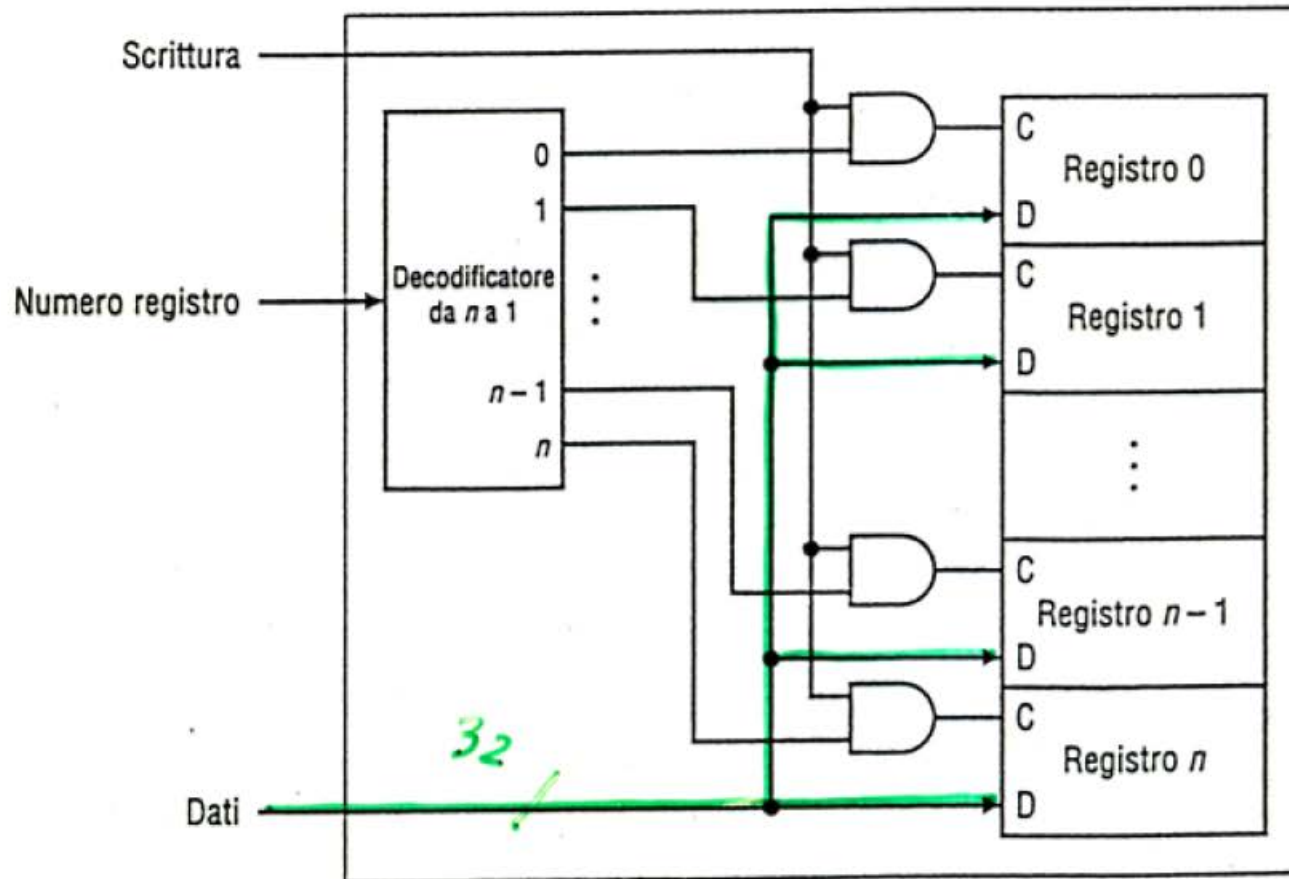 Scrittura
Numero registro
Dati
Decodificatore
da n a 1
0
1
⋮
n – 1
n
32
C
Registro 0
D
C
Registro 1
D
⋮
C
Registro n – 1
D
C
Registro n
D